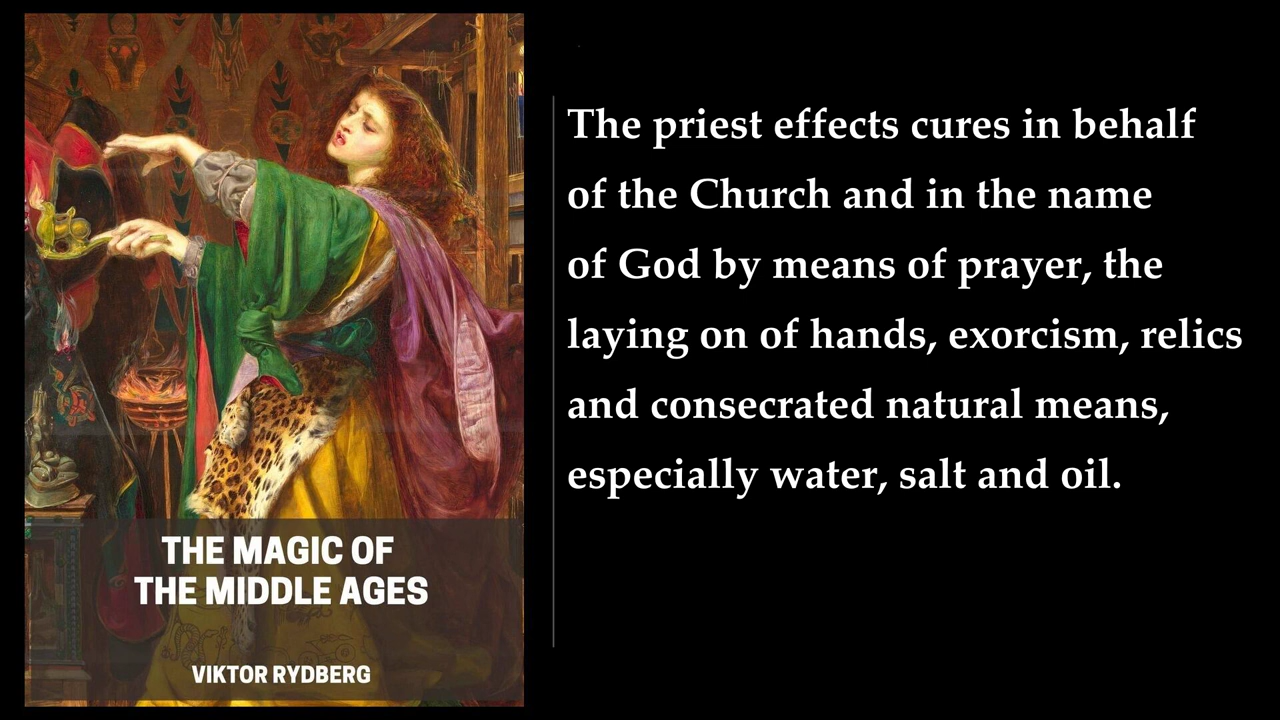 THE MAGIC OF
THE MIDDLE AGES
VIKTOR RYDBERG
The priest effects cures in behalf
of the Church and in the name
of God by means of prayer, the
laying on of hands, exorcism, relics
and consecrated natural means,
especially water, salt and oil.